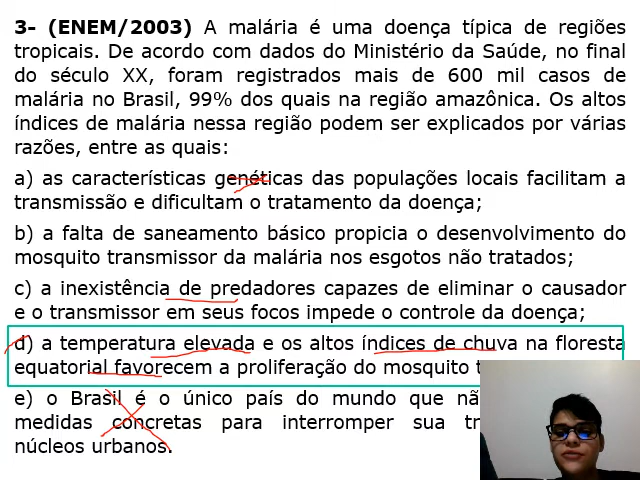 3- (ENEM/2003) A malária é uma doença típica de regiões
tropicais. De acordo com dados do Ministério da Saúde, no final
do século XX, foram registrados mais de 600 mil casos de
malária no Brasil, 99% dos quais na região amazônica. Os altos
índices de malária nessa região podem ser explicados por várias
razões, entre as quais:
a) as características genéticas das populações locais facilitam a
transmissão e dificultam o tratamento da doença;
b) a falta de saneamento básico propicia o desenvolvimento do
mosquito transmissor da malária nos esgotos não tratados;
c) a inexistência de predadores capazes de eliminar o causador
e o transmissor em seus focos impede o controle da doença;
d) a temperatura elevada e os altos índices de chuva na floresta
equatorial favorecem a proliferação do mosquito
e) o Brasil é o único país do mundo que
medidas concretas para interromper sua
núcleos urbanos.